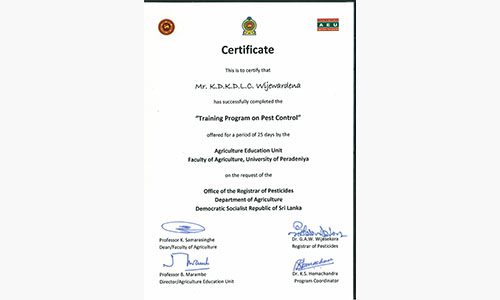 AEU
Certificate
This is to certify that
Mr. K.D.K.D.L.C. Wijewardena
has successfully completed the
"Training Program on Pest Control"
offered for a period of 25 days by the
Agriculture Education Unit
Faculty of Agriculture, University of Peradeniya
on the request of the
Office of the Registrar of Pesticides
Department of Agriculture
Democratic Socialist Republic of Sri Lanka
Professor K. Samarasinghe
Dean/Faculty of Agriculture
Dr. G.A.W. Wijesekora
Registrar of Pesticides
Professor B. Marambe
Director/Agriculture Education Unit
Dr. K.S. Hemachandra
Program Coordinator